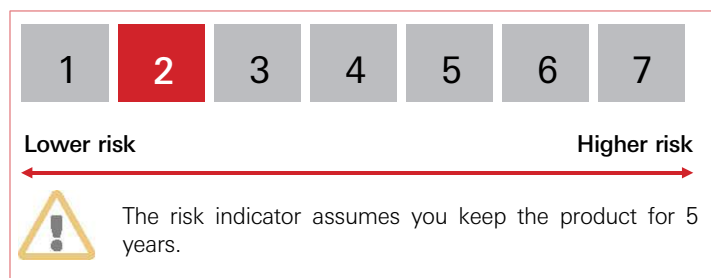 1 2 3 4 5 6 7
Lower risk Higher risk
The risk indicator assumes you keep the product for 5
years.